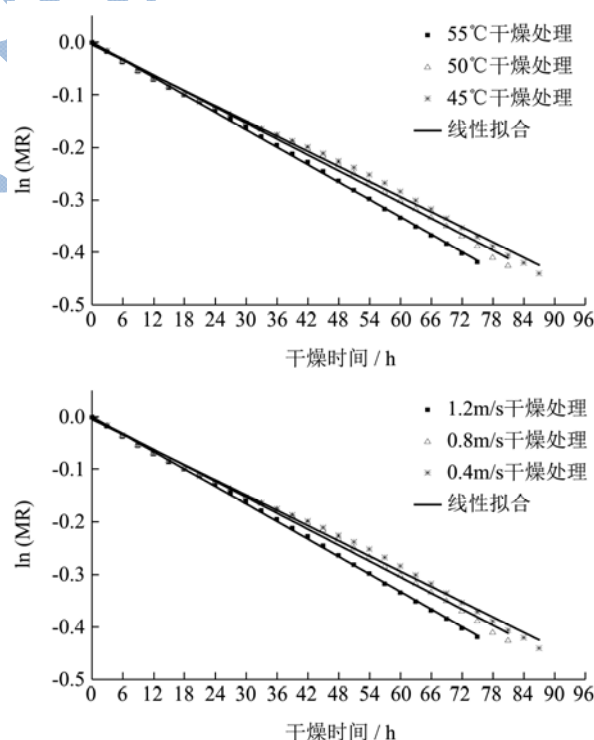 55℃干燥处理
50℃干燥处理
45℃干燥处理
线性拟合
ln (MR)
0.0
-0.1
-0.2
-0.3
-0.4
-0.5
0 6 12 18 24 30 36 42 48 54 60 66 72 78 84 90 96
干燥时间 / h
1.2m/s干燥处理
0.8m/s干燥处理
0.4m/s干燥处理
线性拟合
ln (MR)
0.0
-0.1
-0.2
-0.3
-0.4
-0.5
0 6 12 18 24 30 36 42 48 54 60 66 72 78 84 90 96
干燥时间 / h